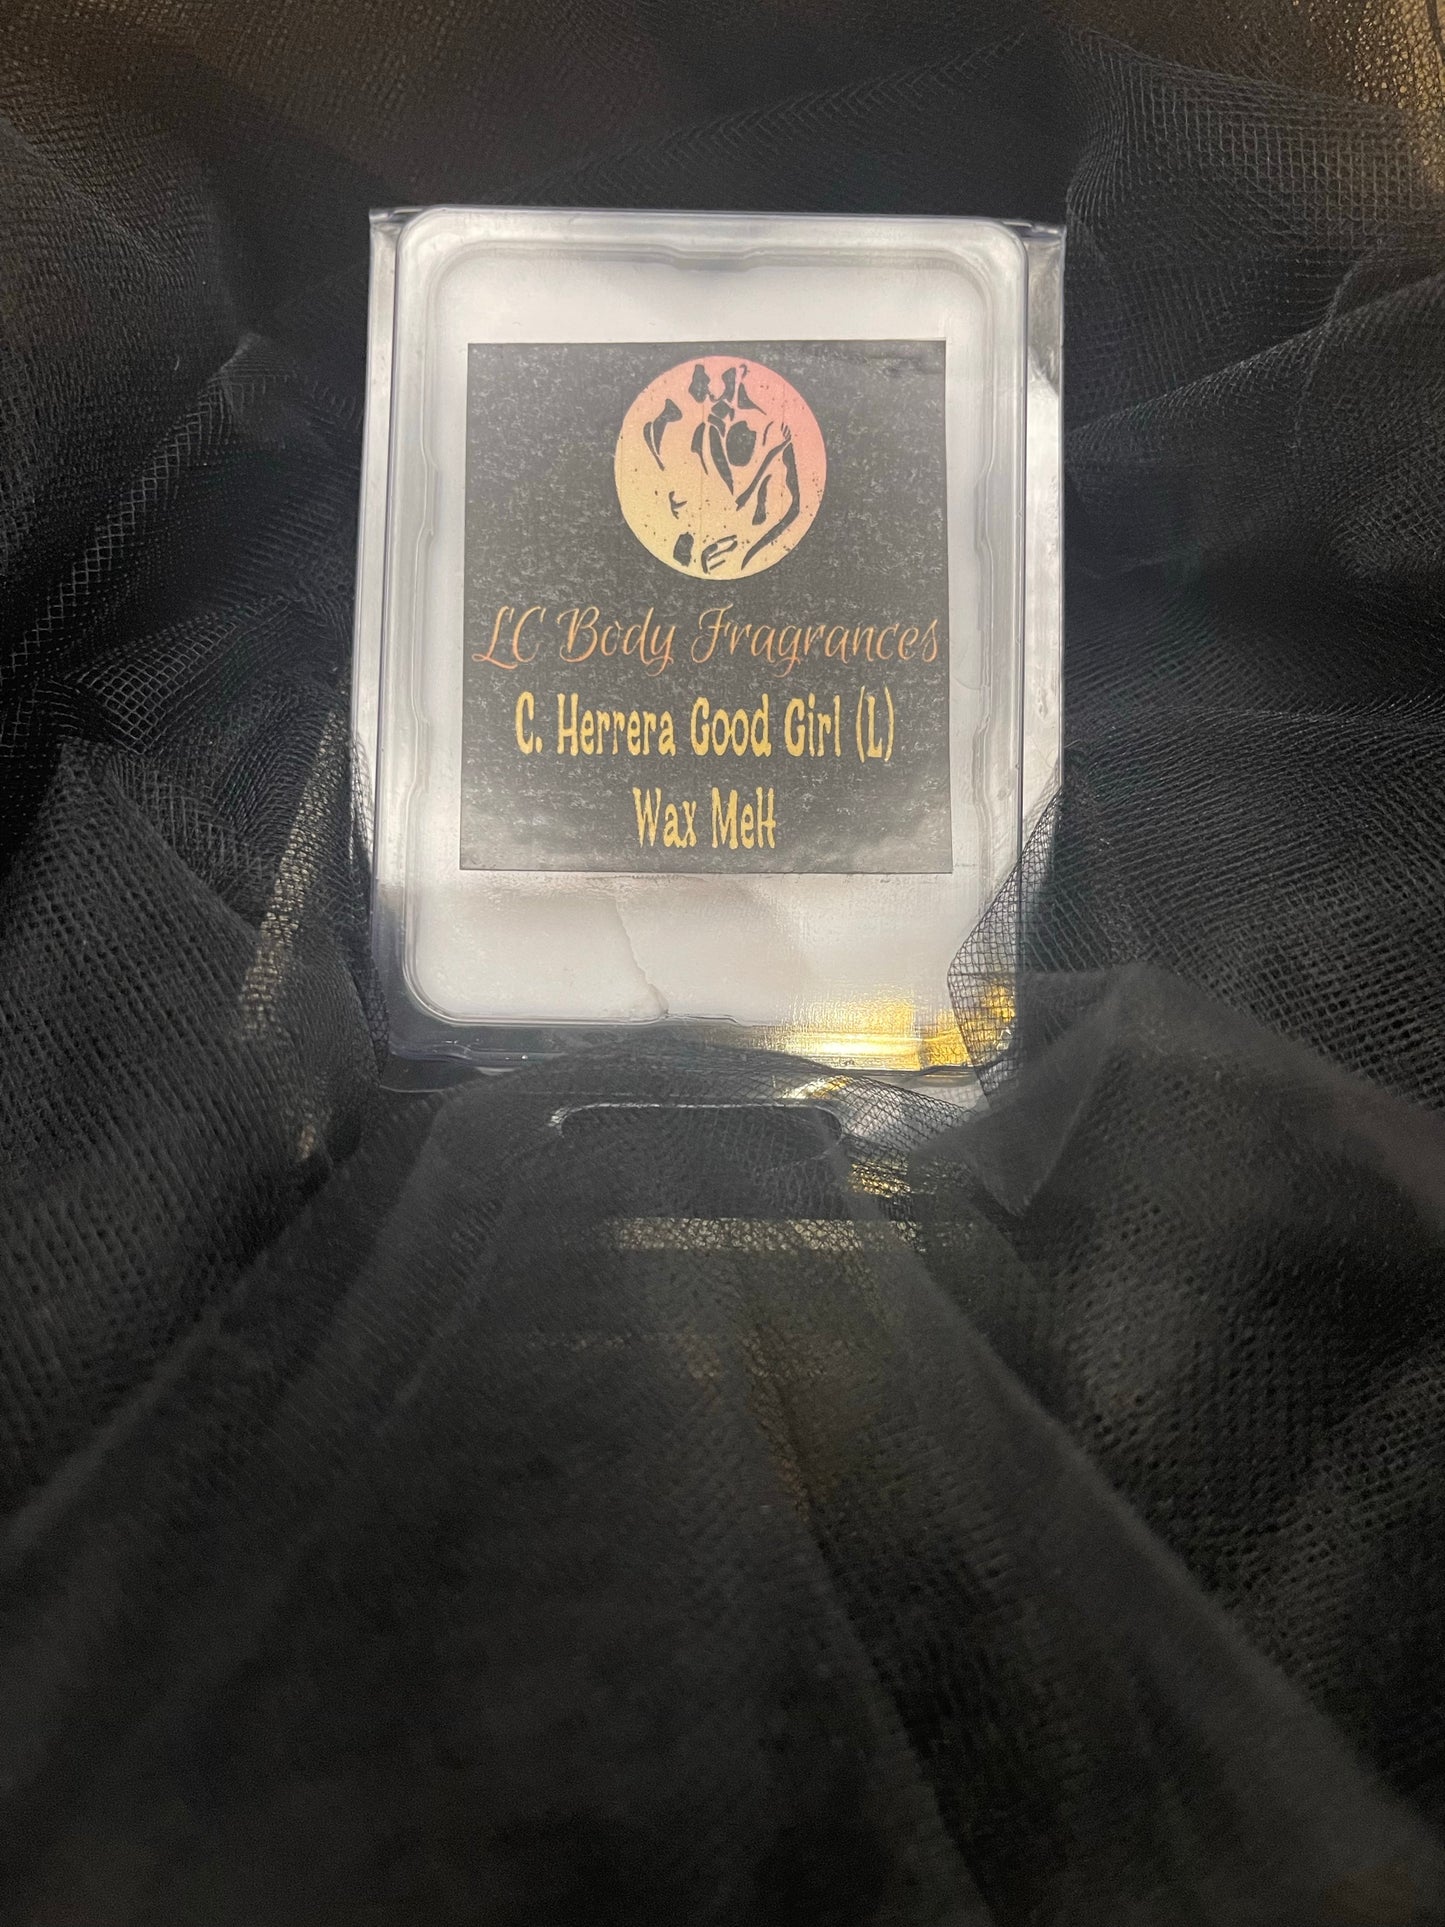 LC Body Fragrances
C. Herrera Good Girl (L)
Wax Melt